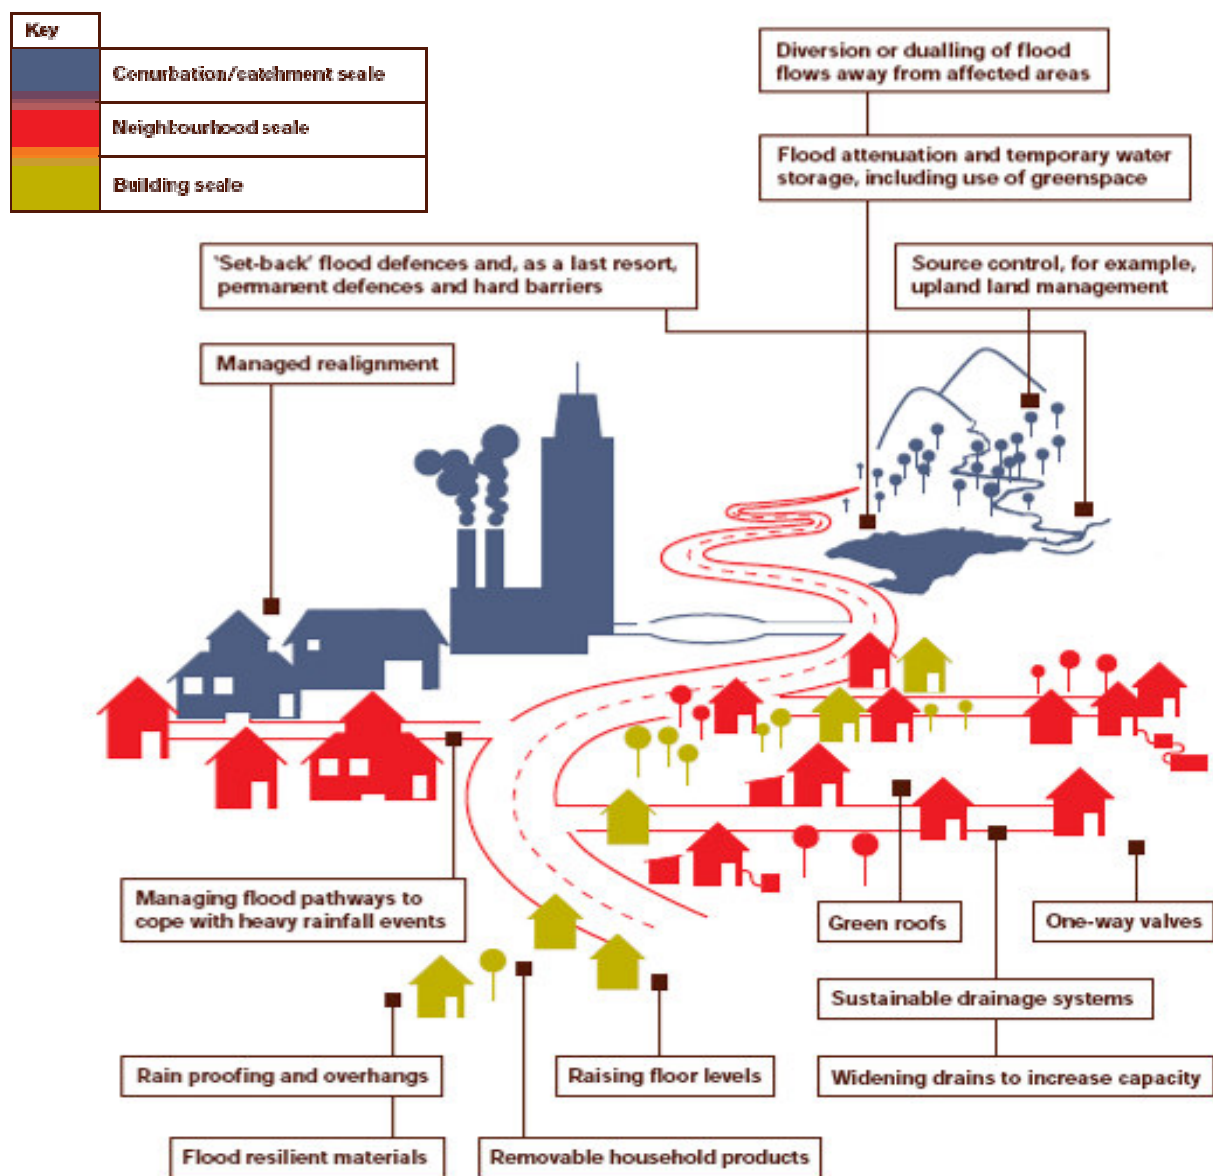 Key
Conurbation/catchment scale
Neighbourhood scale
Building scale
Diversion or dualling of flood
flows away from affected areas
Flood attenuation and temporary water
storage, including use of greenspace
'Set-back' flood defences and, as a last resort,
permanent defences and hard barriers
Source control, for example,
upland land management
Managed realignment
Managing flood pathways to
cope with heavy rainfall events
Green roofs
One-way valves
Sustainable drainage systems
Rain proofing and overhangs
Raising floor levels
Widening drains to increase capacity
Flood resilient materials
Removable household products